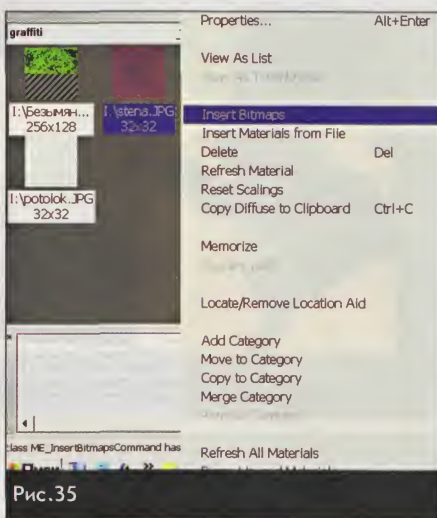 graffiti
I:\Безымян...
256x128
I:\stena.JPG
32x32
I:\potolok.JPG
32x32
class ME_InsertBitmapsCommand has
Properties... Alt+Enter
View As List
Insert Bitmaps
Insert Materials from File
Delete Del
Refresh Material
Reset Scalings
Copy Diffuse to Clipboard Ctrl+C
Memorize
Locate/Remove Location Aid
Add Category
Move to Category
Copy to Category
Merge Category
Refresh All Materials
Рис.35